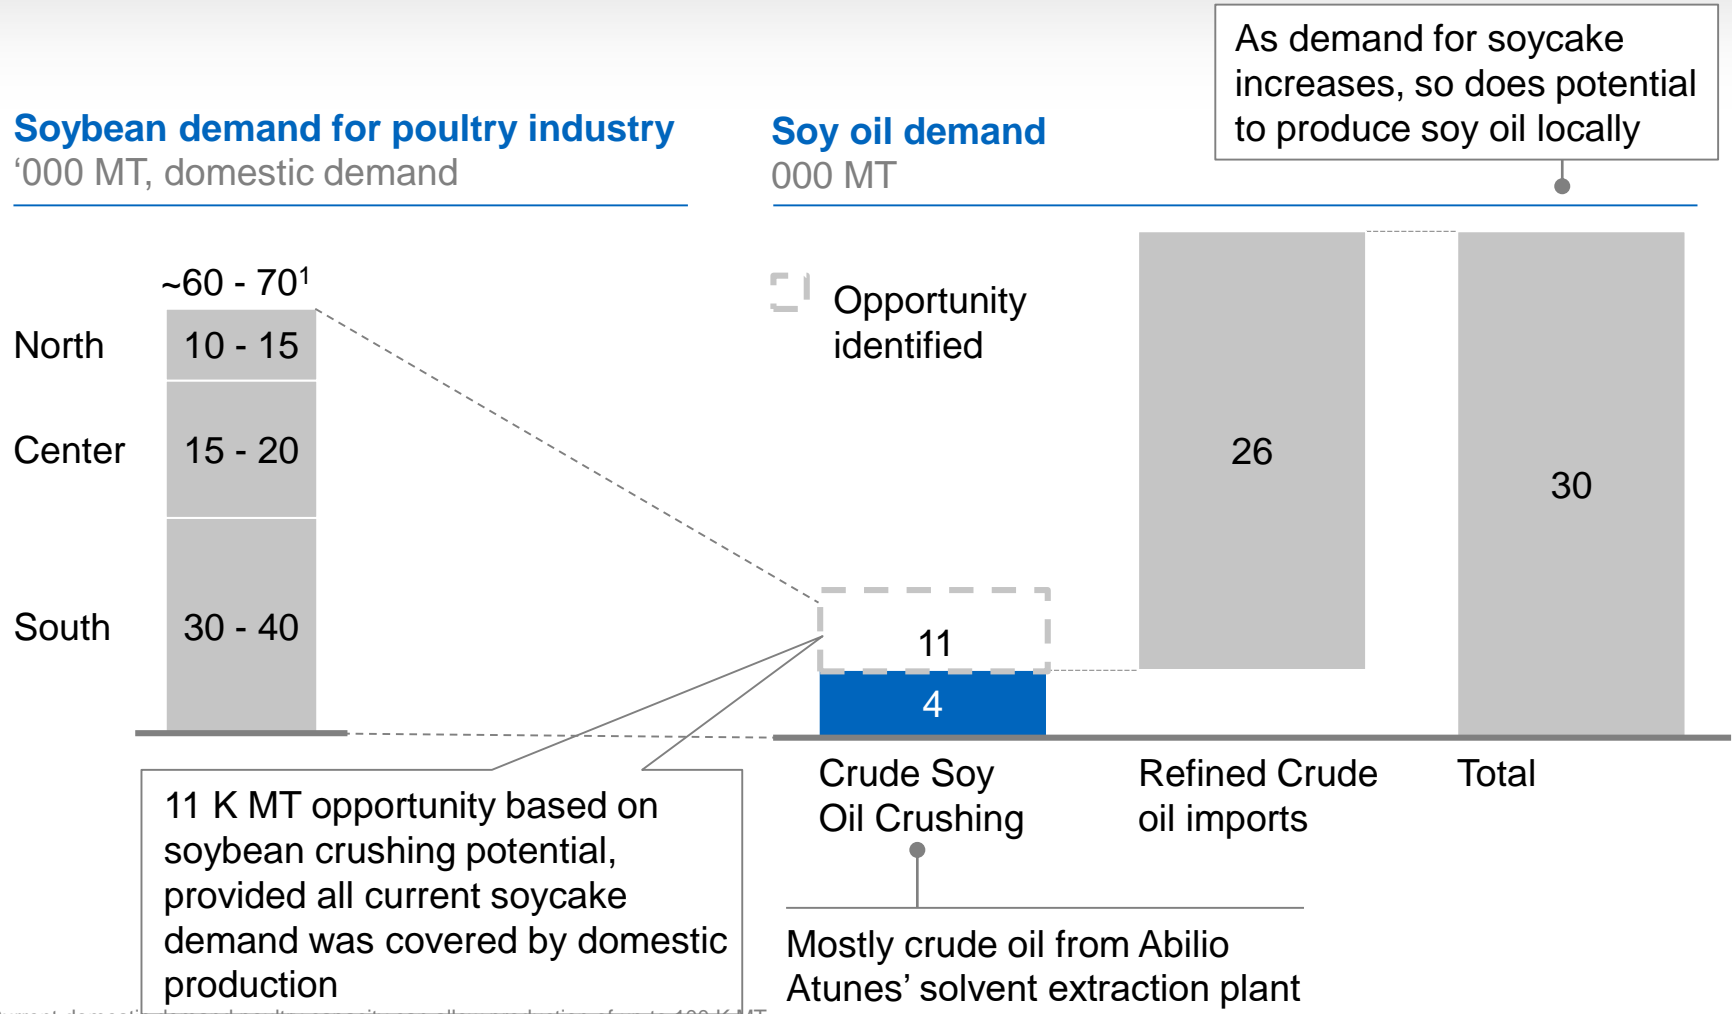 As demand for soycake
increases, so does potential
to produce soy oil locally
Soybean demand for poultry industry
‘000 MT, domestic demand
Soy oil demand
000 MT
~60 - 70¹
North
10 - 15
Center
15 - 20
South
30 - 40
Opportunity
identified
11
4
26
30
Crude Soy
Oil Crushing
Refined Crude
oil imports
Total
11 K MT opportunity based on
soybean crushing potential,
provided all current soycake
demand was covered by domestic
production
Mostly crude oil from Abilio
Atunes’ solvent extraction plant